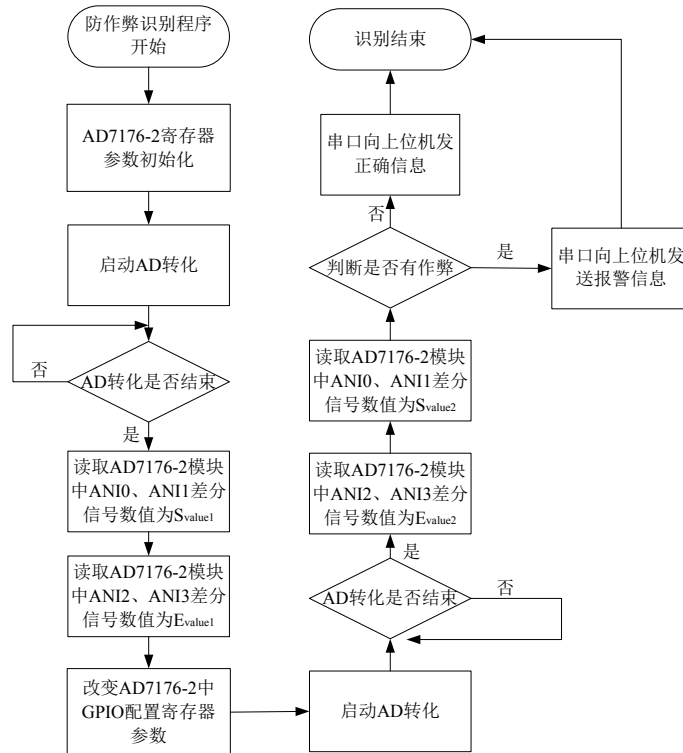 防作弊识别程序
开始
AD7176-2寄存器
参数初始化
启动AD转化
否
AD转化是否结束
是
读取AD7176-2模块
中ANI0、ANI1差分
信号数值为Svalue1
读取AD7176-2模块
中ANI2、ANI3差分
信号数值为Evalue1
改变AD7176-2中
GPIO配置寄存器
参数
启动AD转化
AD转化是否结束
否
是
读取AD7176-2模块
中ANI2、ANI3差分
信号数值为Evalue2
读取AD7176-2模块
中ANI0、ANI1差分
信号数值为Svalue2
判断是否有作弊
是
串口向上位机发
送报警信息
否
串口向上位机发
正确信息
识别结束